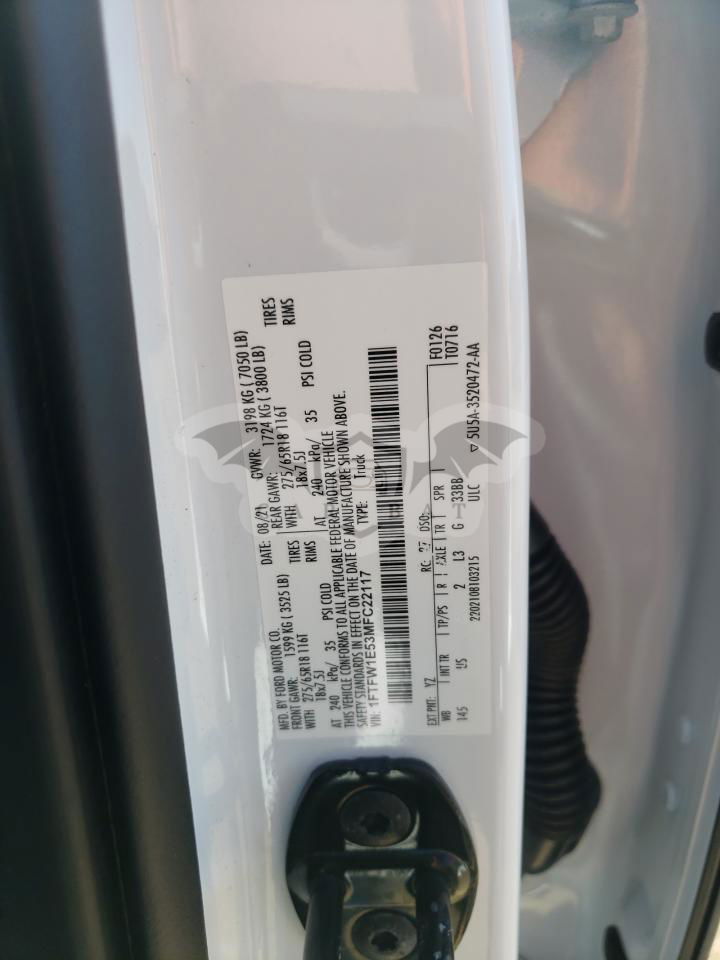 MFD. BY FORD MOTOR CO. DATE: 08/21 GVWR: 3198 KG ( 7050 LB)
FRONT GAWR: 1599 KG ( 3525 LB) REAR GAWR: 1724 KG ( 3800 LB)
WITH 275/65R18 116T TIRES WITH 275/65R18 116T TIRES
18x7.5J RIMS 18x7.5J RIMS
AT 240 kPa/ 35 PSI COLD AT 240 kPa/ 35 PSI COLD
THIS VEHICLE CONFORMS TO ALL APPLICABLE FEDERAL MOTOR VEHICLE
SAFETY STANDARDS IN EFFECT ON THE DATE OF MANUFACTURE SHOWN ABOVE.
VIN: 1FTFW1E53MFC22117 TYPE: Truck
F0126
EXT PNT: YZ RC: 27 DSO: T0716
WB INT TR TP/PS R AXLE TR SPR
145 US 2 L3 G 33BB
2202108103215 ULC ▽ 5U5A-3520472-AA